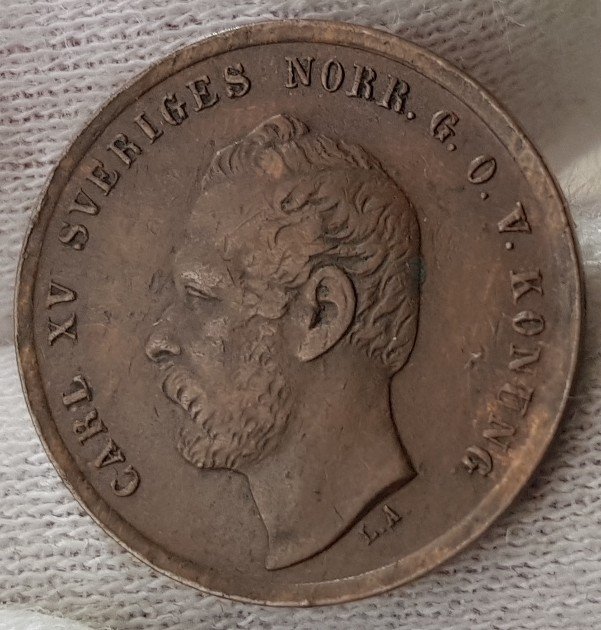 CARL XV SVERIGES NORR. G. O. V. KONUNG
L.A.